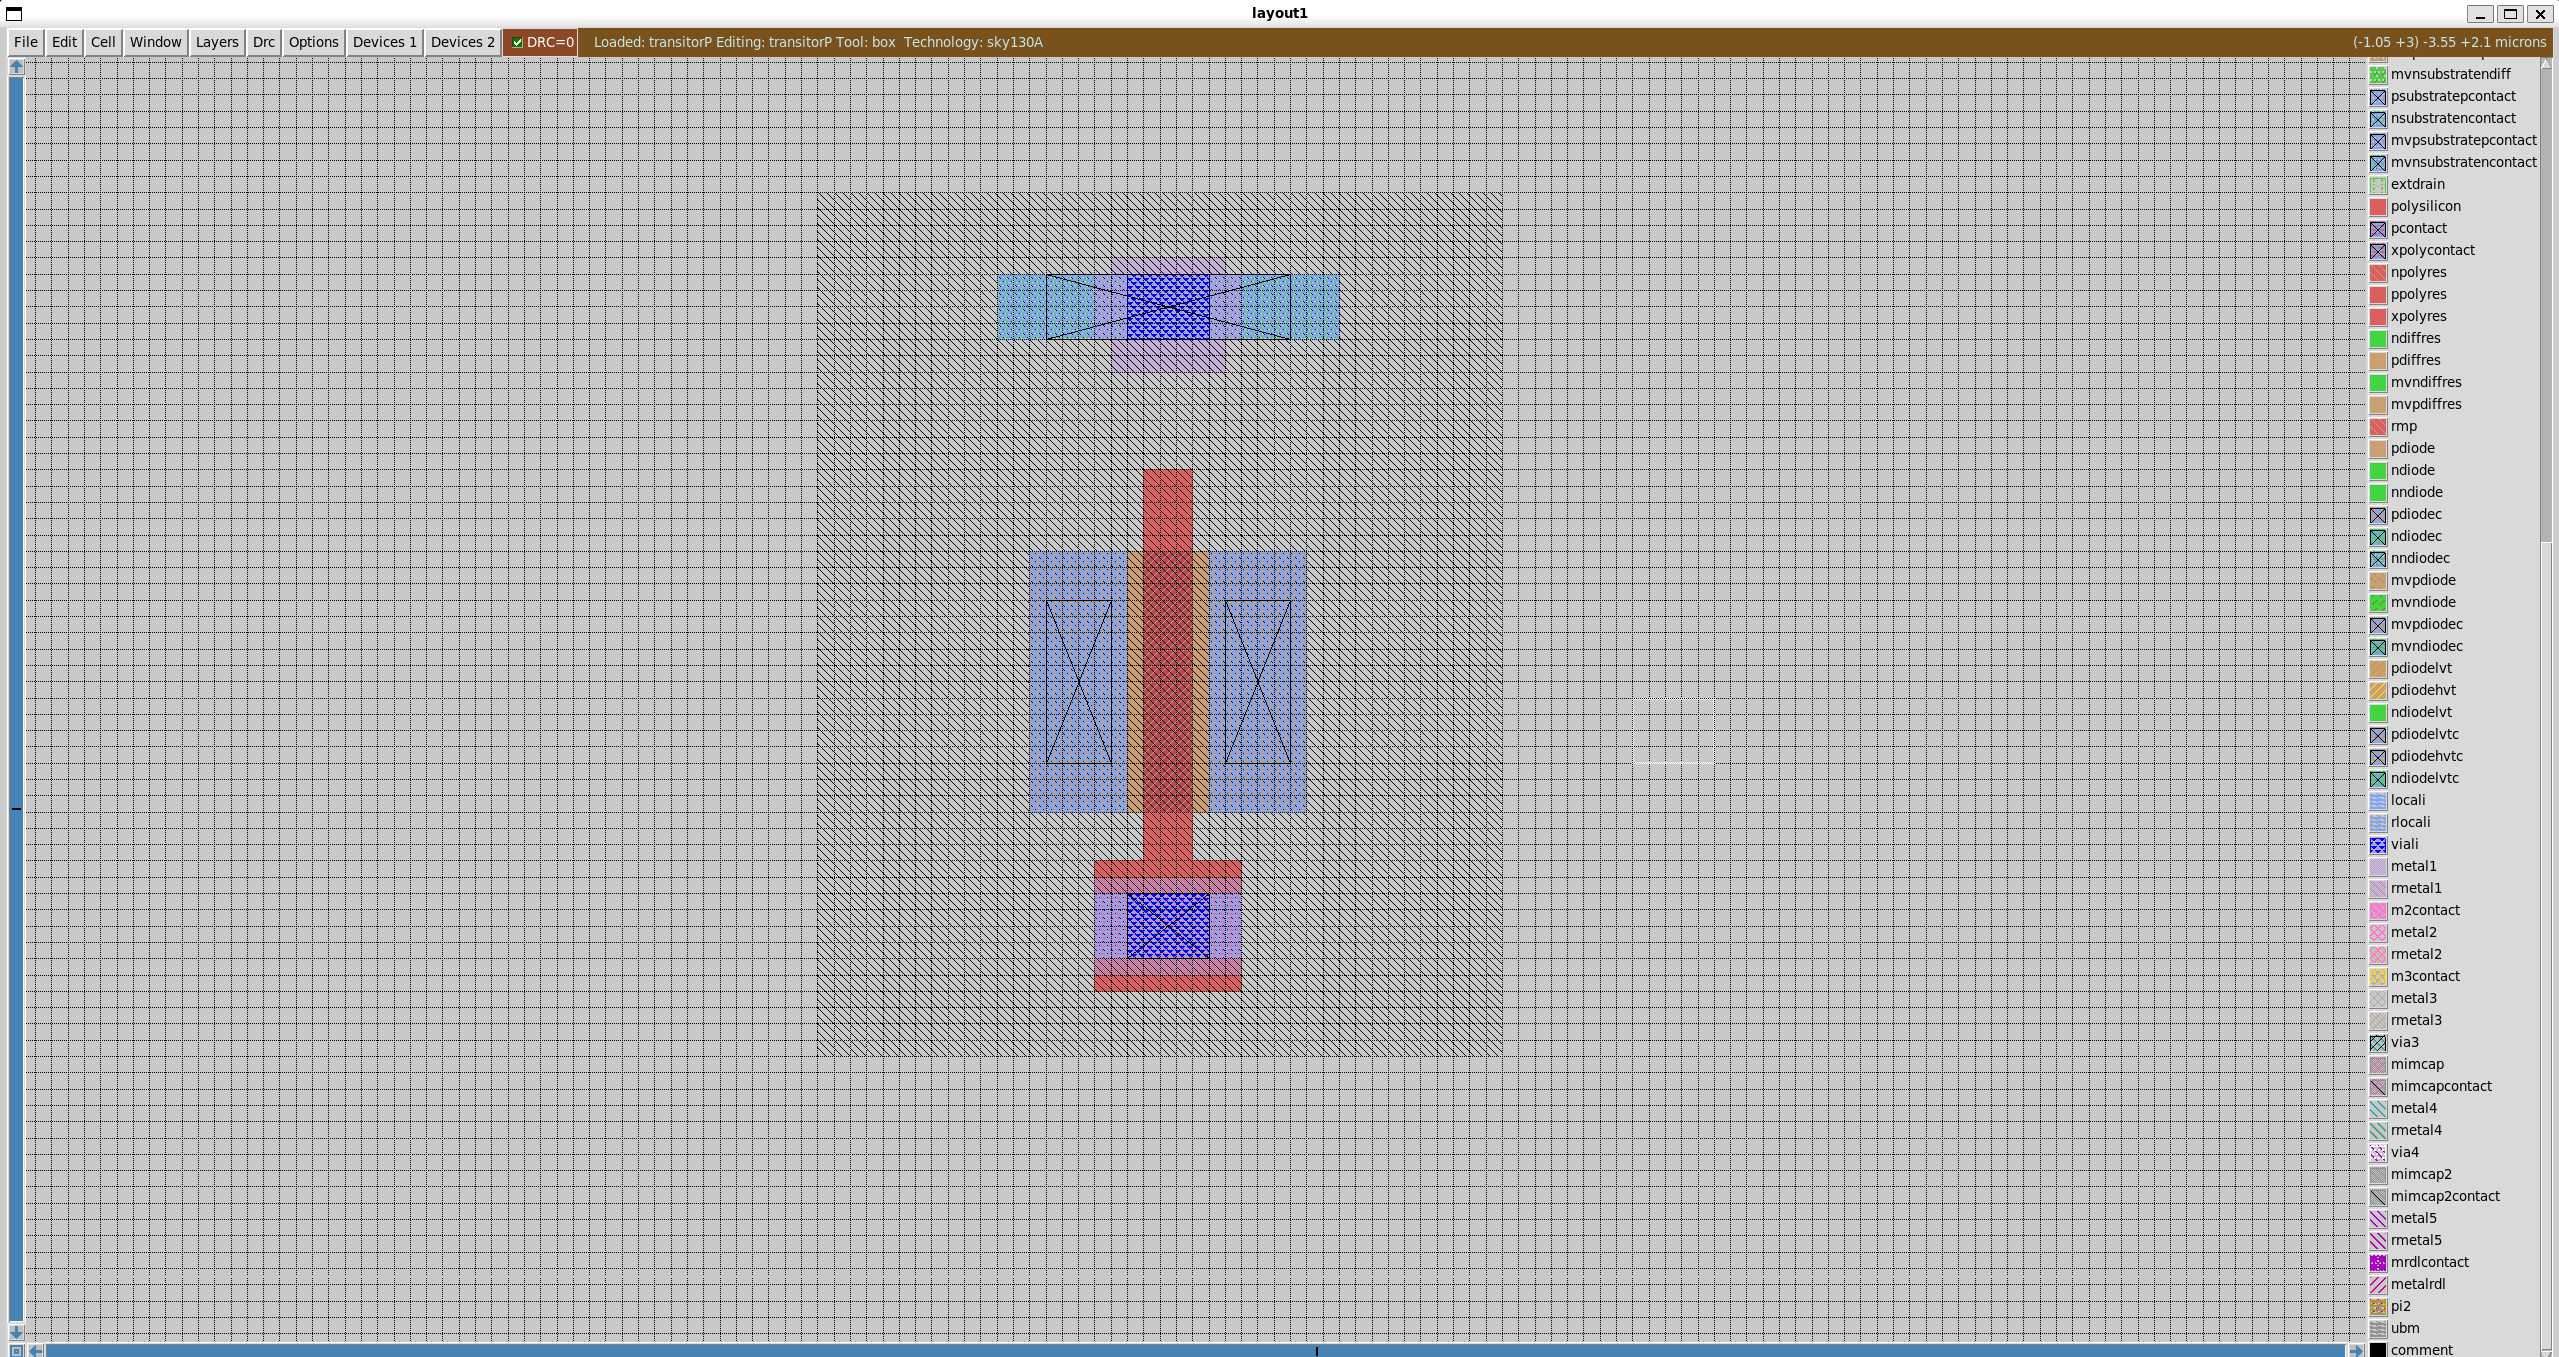 layout1
File Edit Cell Window Layers Drc Options Devices 1 Devices 2 DRC=0 Loaded: transitorP Editing: transitorP Tool: box Technology: sky130A (-1.05 +3) -3.55 +2.1 microns
mvnsubstratendiff
psubstratepcontact
nsubstratencontact
mvpsubstratepcontact
mvnsubstratencontact
extdrain
polysilicon
pcontact
xpolycontact
npolyres
ppolyres
xpolyres
ndiffres
pdiffres
mvndiffres
mvpdiffres
rmp
pdiode
ndiode
nndiode
pdiodec
ndiodec
nndiodec
mvpdiode
mvndiode
mvpdiodec
mvndiodec
pdiodelvt
pdiodehvt
ndiodelvt
pdiodelvtc
pdiodehvtc
ndiodelvtc
locali
rlocali
viali
metal1
rmetal1
m2contact
metal2
rmetal2
m3contact
metal3
rmetal3
via3
mimcap
mimcapcontact
metal4
rmetal4
via4
mimcap2
mimcap2contact
metal5
rmetal5
mrdlcontact
metalrdl
pi2
ubm
comment